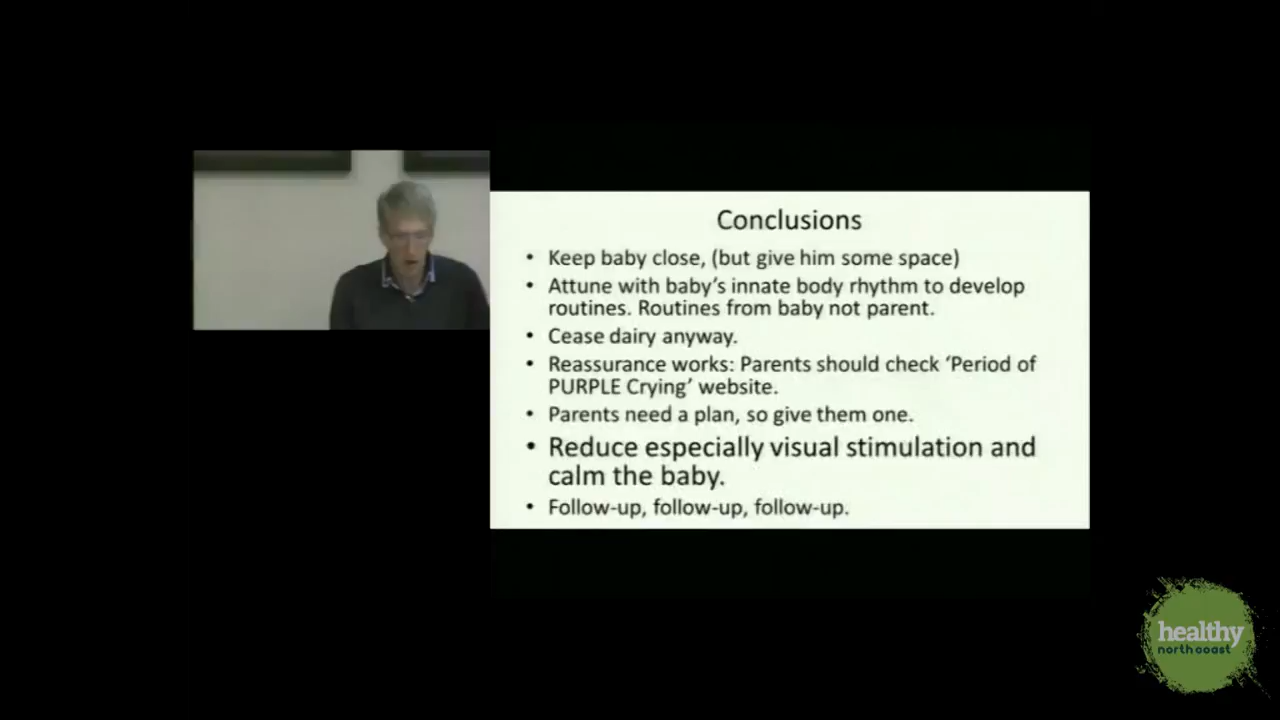 Conclusions
• Keep baby close, (but give him some space)
• Attune with baby's innate body rhythm to develop
routines. Routines from baby not parent.
• Cease dairy anyway.
• Reassurance works: Parents should check ‘Period of
PURPLE Crying’ website.
• Parents need a plan, so give them one.
• Reduce especially visual stimulation and
calm the baby.
• Follow-up, follow-up, follow-up.
healthy
north coast